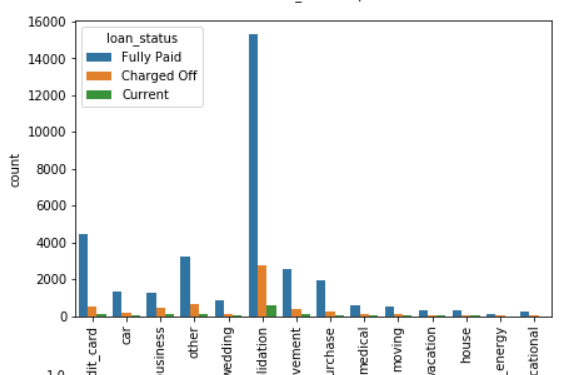 16000
14000
12000
10000
8000
6000
4000
2000
0
count
loan_status
Fully Paid
Charged Off
Current
dit_card
car
usiness
other
wedding
lidation
vement
urchase
medical
moving
vacation
house
_energy
cational
1.0